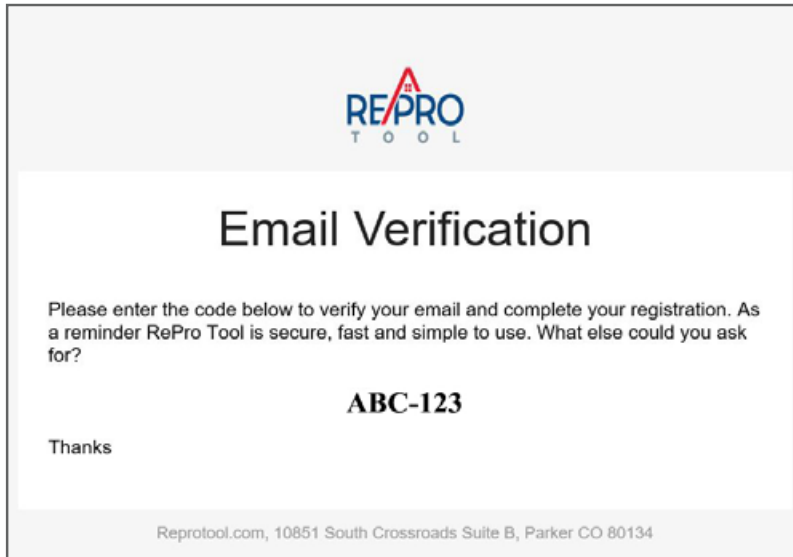 RE/PRO
TOOL
Email Verification
Please enter the code below to verify your email and complete your registration. As
a reminder RePro Tool is secure, fast and simple to use. What else could you ask
for?
ABC-123
Thanks
Reprotool.com, 10851 South Crossroads Suite B, Parker CO 80134